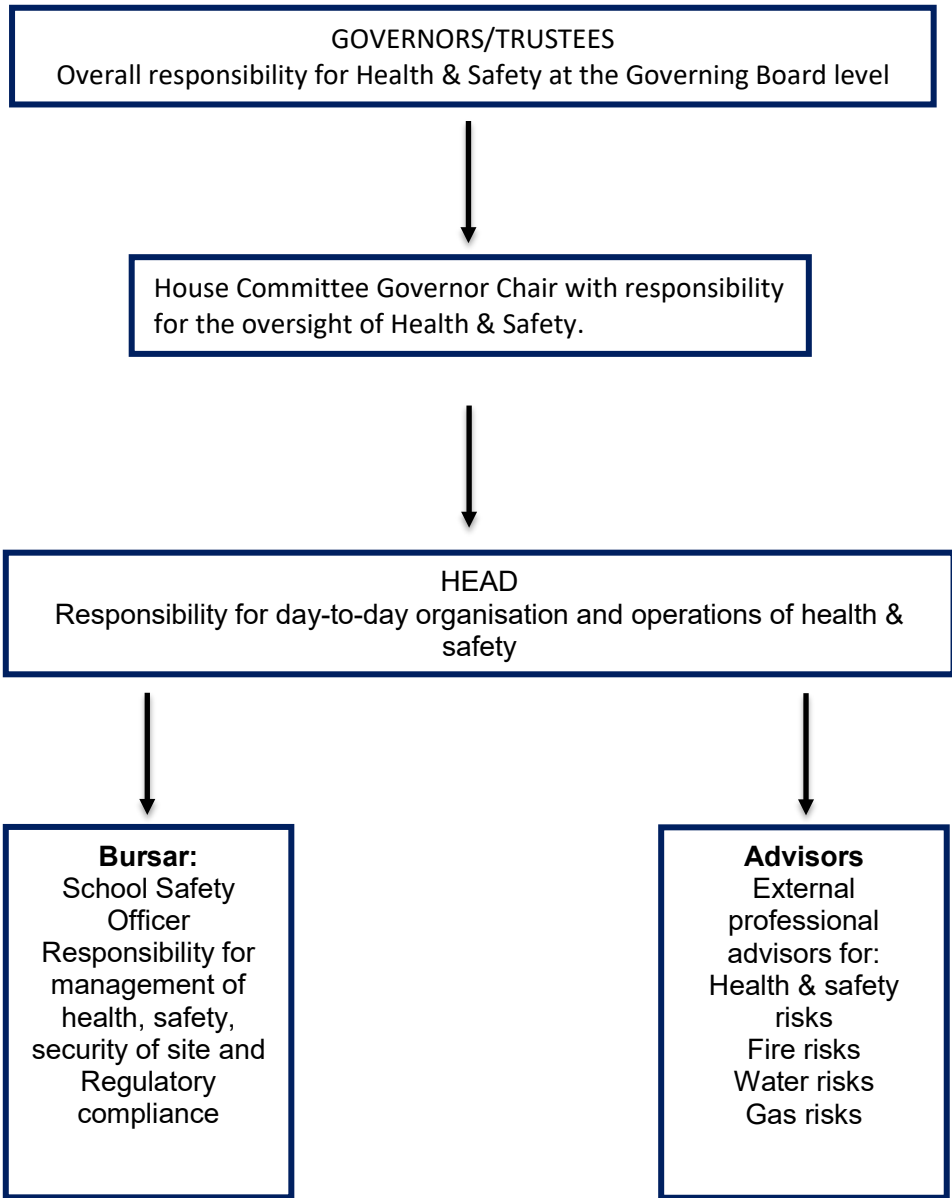 GOVERNORS/TRUSTEES
Overall responsibility for Health & Safety at the Governing Board level
House Committee Governor Chair with responsibility
for the oversight of Health & Safety.
HEAD
Responsibility for day-to-day organisation and operations of health &
safety
Bursar:
School Safety
Officer
Responsibility for
management of
health, safety,
security of site and
Regulatory
compliance
Advisors
External
professional
advisors for:
Health & safety
risks
Fire risks
Water risks
Gas risks